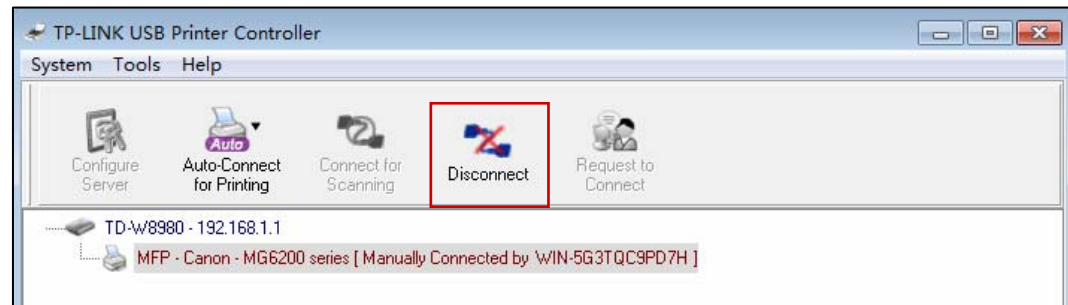 TP-LINK USB Printer Controller
System Tools Help
Configure Server
Auto
Auto-Connect for Printing
Connect for Scanning
Disconnect
Request to Connect
TD-W8980 - 192.168.1.1
MFP - Canon - MG6200 series [ Manually Connected by WIN-5G3TQC9PD7H ]